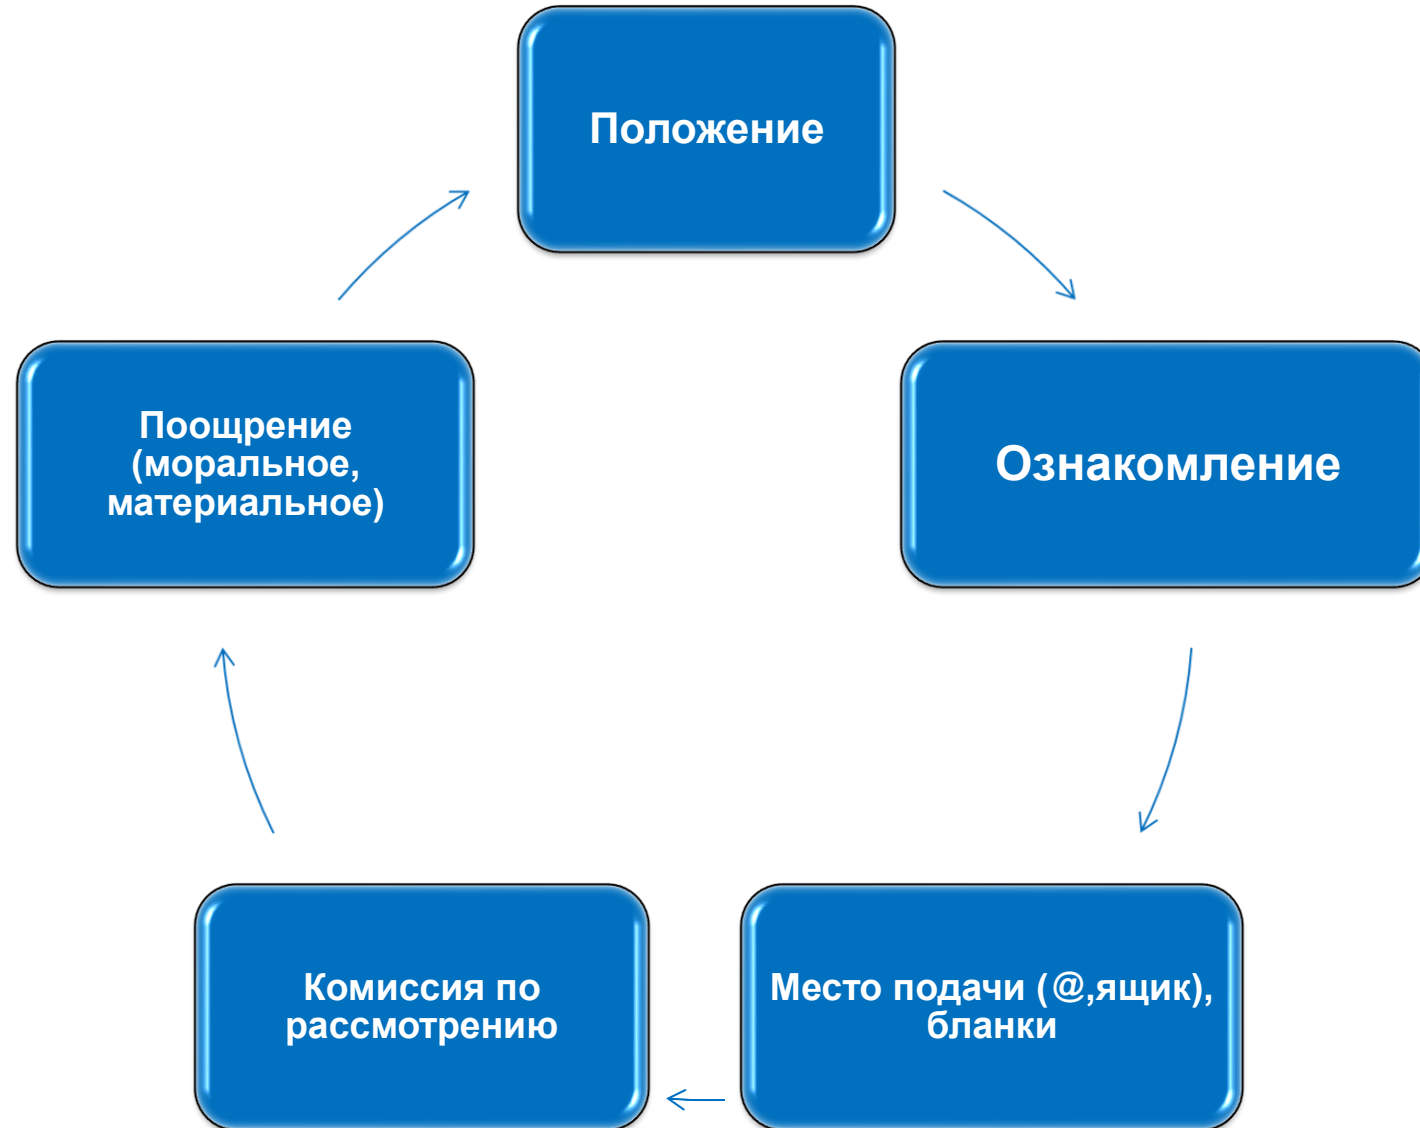 Положение
Ознакомление
Место подачи (@,ящик),
бланки
Комиссия по
рассмотрению
Поощрение
(моральное,
материальное)